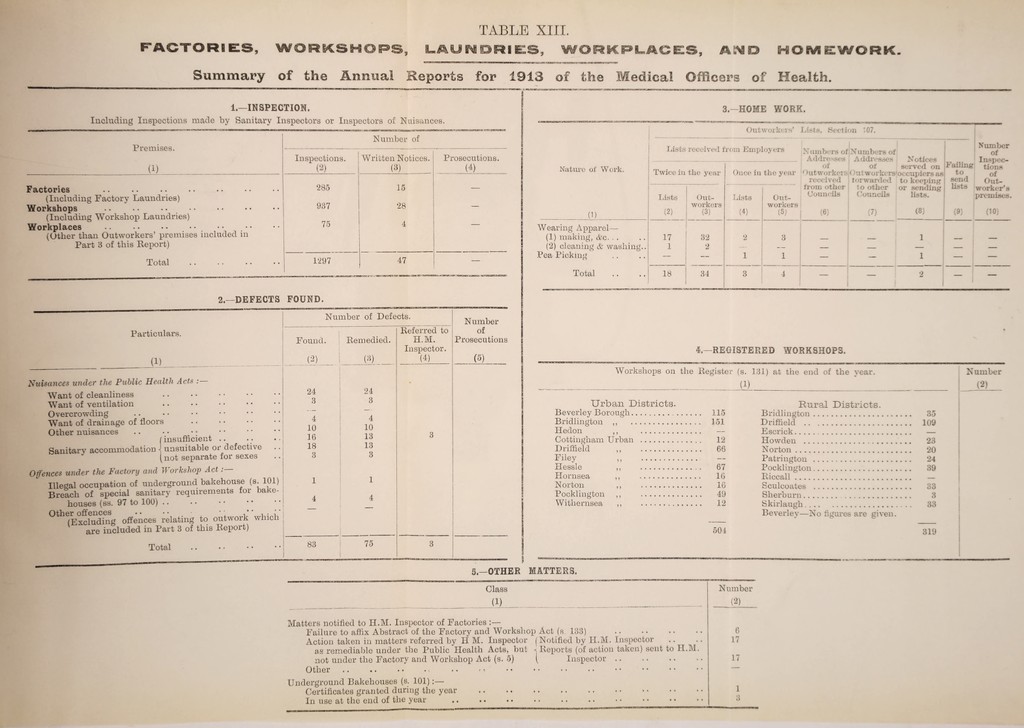 TABLE XIII.
FACTORIES, WORKSHOPS, LAUNDRIES, WORKPLACES, AND HOMEWORK.
Summary of the Annual Reports for 1913 of the Medical Officers of Health.
1.—INSPECTION.
Including Inspections made by Sanitary Inspectors or Inspectors of Nuisances.
Premises. (1) | Number of
Inspections. (2) | Written Notices. (3) | Prosecutions. (4)
Factories .. .. .. .. .. .. 285 15 —
(Including Factory Laundries)
Workshops .. .. .. .. .. .. 937 28 —
(Including Workshop Laundries)
Workplaces .. .. .. .. .. .. 75 4 —
(Other than Outworkers' premises included in
Part 3 of this Report)
Total .. .. .. .. 1297 47 —
2.—DEFECTS FOUND.
Particulars. (1) | Number of Defects. | Number of Prosecutions (5)
Found. (2) | Remedied. (3) | Referred to H.M. Inspector. (4)
Nuisances under the Public Health Acts :—
Want of cleanliness .. .. .. .. .. 24 24
Want of ventilation .. .. .. .. .. 3 3
Overcrowding .. .. .. .. .. — —
Want of drainage of floors .. .. .. .. 4 4
Other nuisances .. .. .. .. .. 10 10
Sanitary accommodation { insufficient .. .. .. 16 13 3
unsuitable or defective .. 18 13
not separate for sexes .. 3 3
Offences under the Factory and Workshop Act :—
Illegal occupation of underground bakehouse (s. 101) 1 1
Breach of special sanitary requirements for bake-
houses (ss. 97 to 100) .. .. .. .. .. 4 4
Other offences .. .. .. .. .. — —
(Excluding offences relating to outwork which
are included in Part 3 of this Report)
Total .. .. .. .. 83 75 3
3.—HOME WORK.
Nature of Work. (1) | Outworkers' Lists, Section 107. | Number of Inspec- tions of Out- worker's premises. (10)
Lists received from Employers | Numbers of Addresses of Outworkers received from other Councils (6) | Numbers of Addresses of Outworkers forwarded to other Councils (7) | Notices served on occupiers as to keeping or sending lists. (8) | Failing to send lists (9)
Twice in the year | Once in the year
Lists (2) | Out- workers (3) | Lists (4) | Out- workers (5)
Wearing Apparel—
(1) making, &c... .. 17 32 2 3 — — 1 — —
(2) cleaning & washing.. 1 2 — — — — — — —
Pea Picking .. .. — — 1 1 — — 1 — —
Total .. .. 18 34 3 4 — — 2 — —
4.—REGISTERED WORKSHOPS.
Workshops on the Register (s. 131) at the end of the year. (1) | Number (2)
Urban Districts.
Beverley Borough................ 115
Bridlington ,, .................. 151
Hedon ,, —
Cottingham Urban .............. 12
Driffield ,, .............. 66
Filey ,, —
Hessle ,, .............. 67
Hornsea ,, .............. 16
Norton ,, .............. 16
Pocklington ,, .............. 49
Withernsea ,, .............. 12
504
Rural Districts.
Bridlington ........................ 35
Driffield .. ........................ 109
Escrick.............................. —
Howden ........................ 23
Norton ........................ 20
Patrington ........................ 24
Pocklington........................ 39
Riccall .............................. —
Sculcoates ........................ 33
Sherburn........................ 3
Skirlaugh.... .................... 33
Beverley—No figures are given.
319
5.—OTHER MATTERS.
Class (1) | Number (2)
Matters notified to H.M. Inspector of Factories :—
Failure to affix Abstract of the Factory and Workshop Act (s. 133) .. .. .. .. 6
Action taken in matters referred by H M. Inspector { Notified by H.M. Inspector .. .. 17
as remediable under the Public Health Acts, but { Reports (of action taken) sent to H.M.
not under the Factory and Workshop Act (s. 5) { Inspector .. .. .. .. 17
Other .. .. .. .. .. .. .. .. .. .. .. —
Underground Bakehouses (s. 101) :—
Certificates granted during the year .. .. .. .. .. .. .. .. 1
In use at the end of the year .. .. .. .. .. .. .. .. .. 3